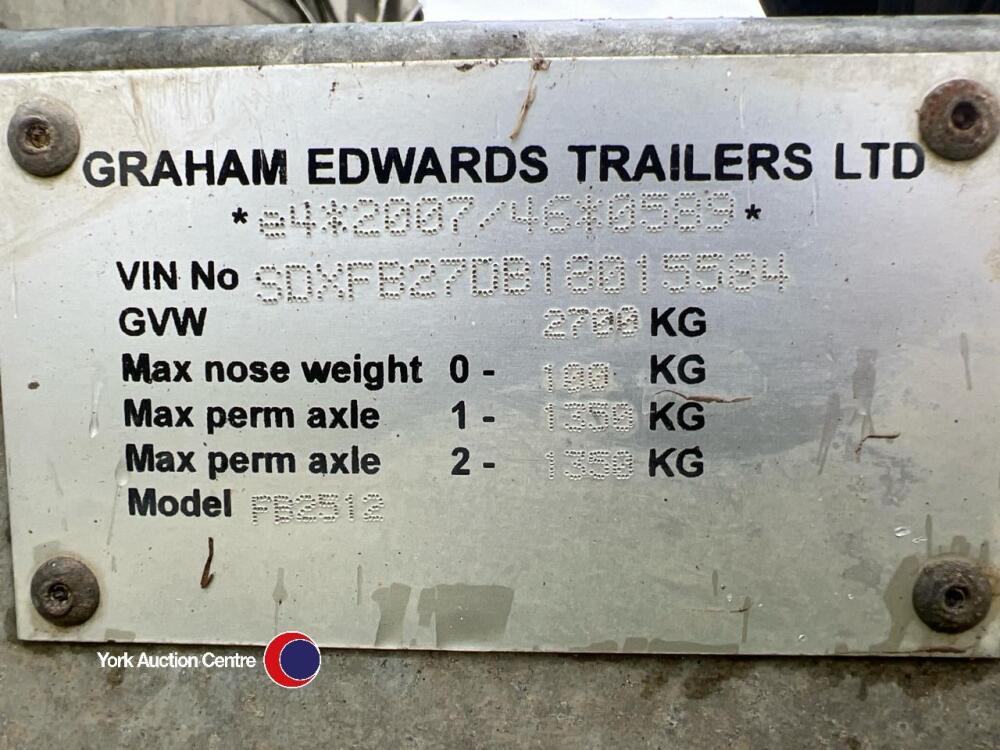 GRAHAM EDWARDS TRAILERS LTD
*e4*2007/46*0589*
VIN No SDXFB27DB18015584
GVW 2700 KG
Max nose weight 0 - 100 KG
Max perm axle 1 - 1350 KG
Max perm axle 2 - 1350 KG
Model FB2512
York Auction Centre